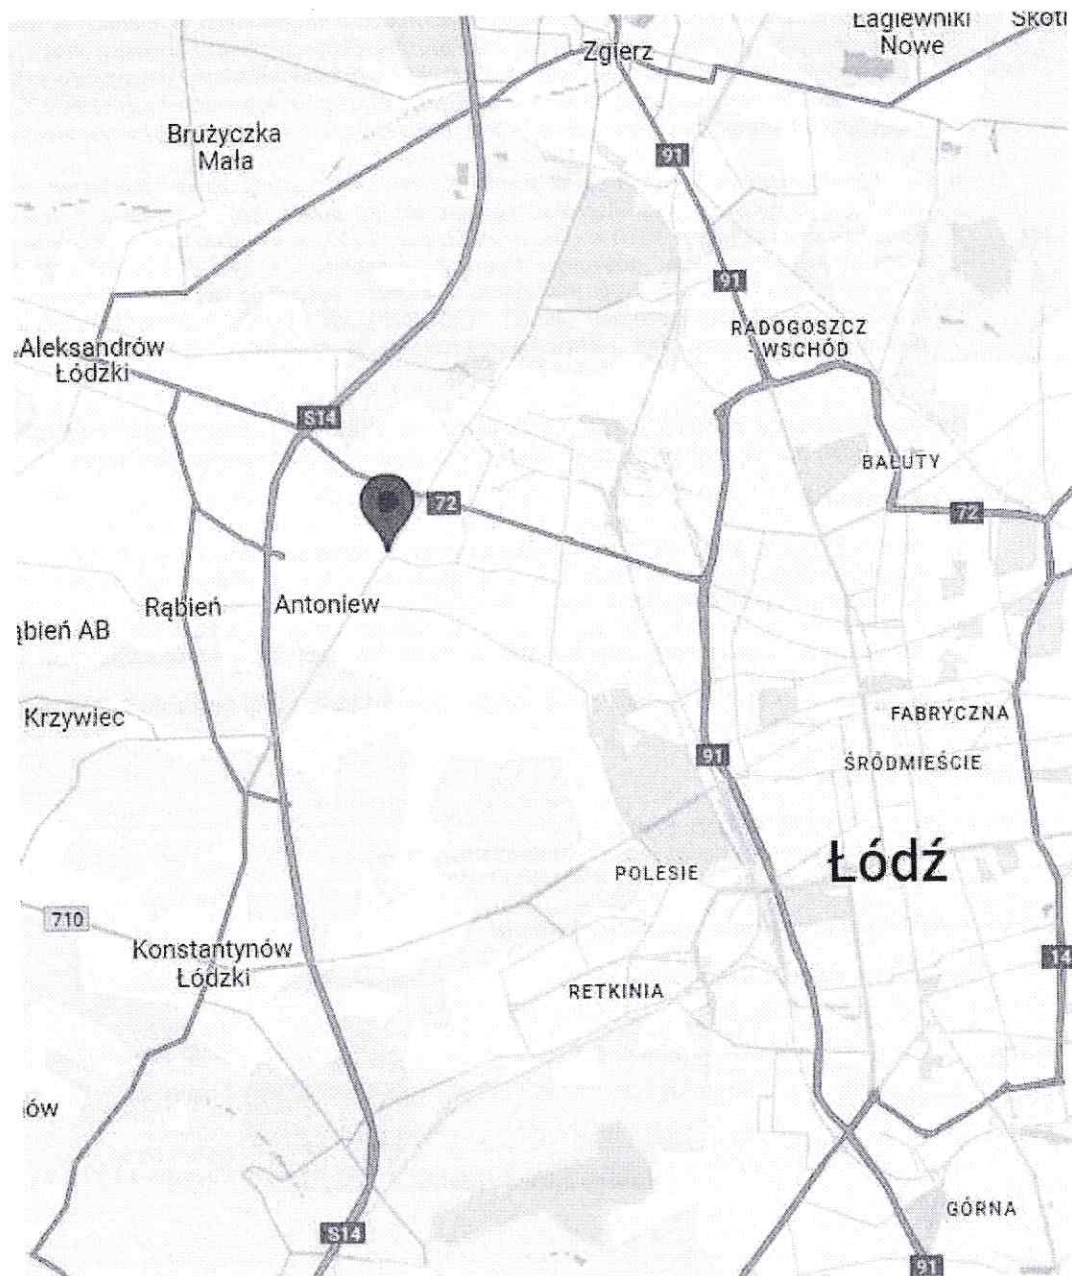 Łagiewniki
Nowe
Zgierz
Brużyczka
Mała
91
91
RADOGOSZCZ
- WSCHÓD
Aleksandrów
Łódzki
S14
BAŁUTY
72
72
Rąbień
Antoniew
ąbień AB
Krzywiec
FABRYCZNA
91
ŚRÓDMIEŚCIE
Łódź
POLESIE
710
Konstantynów
Łódzki
14
RETKINIA
ów
GÓRNA
S14
91